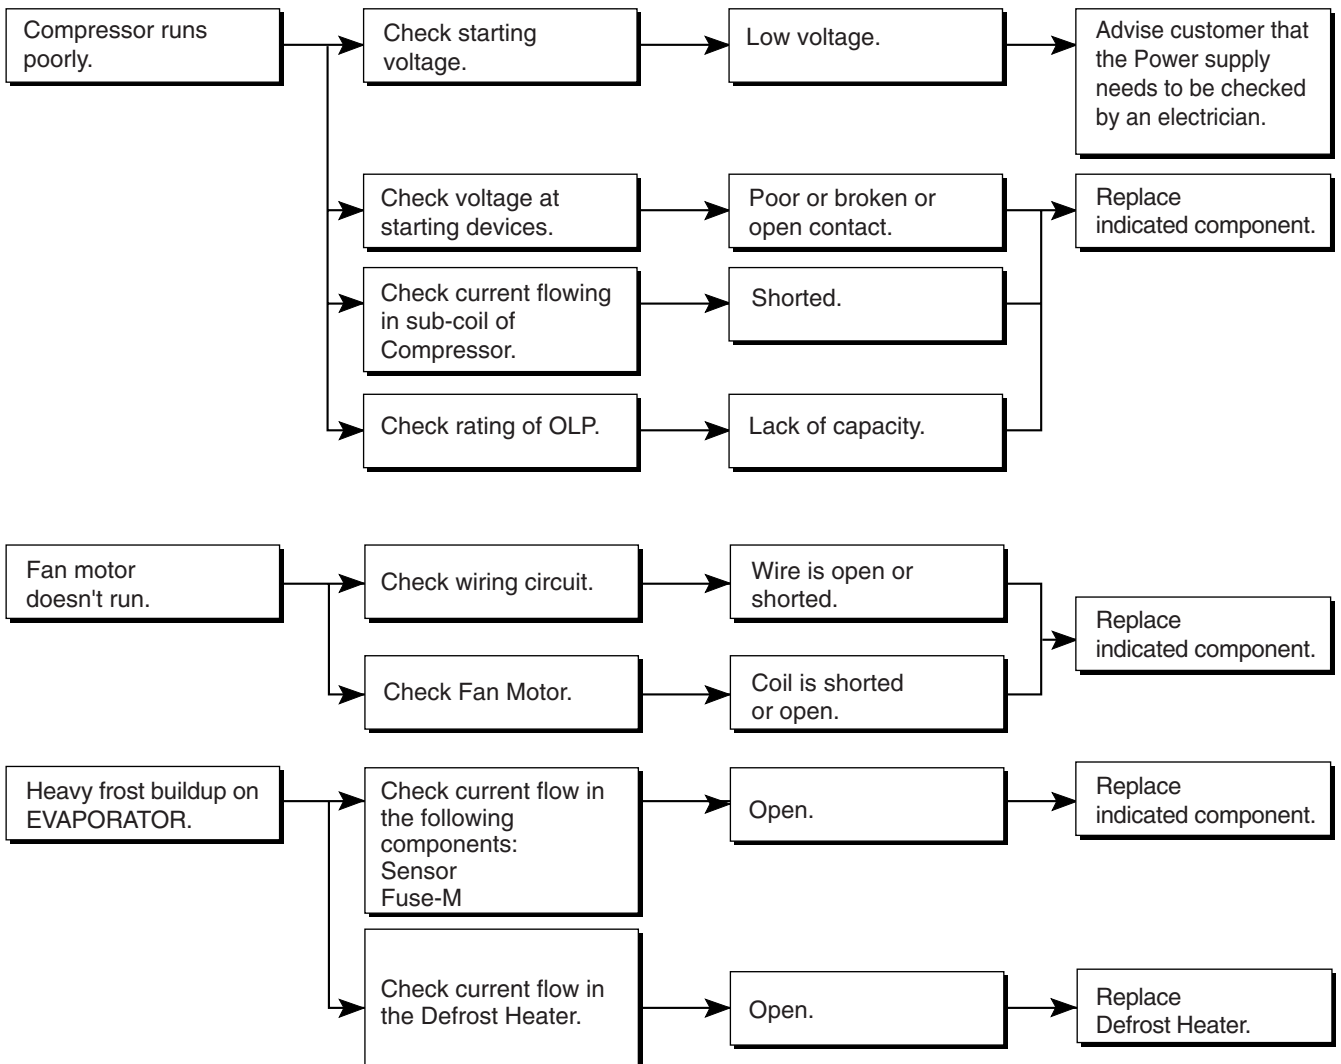 Compressor runs
poorly.
Check starting
voltage.
Low voltage.
Advise customer that
the Power supply
needs to be checked
by an electrician.
Check voltage at
starting devices.
Poor or broken or
open contact.
Replace
indicated component.
Check current flowing
in sub-coil of
Compressor.
Shorted.
Check rating of OLP.
Lack of capacity.
Fan motor
doesn't run.
Check wiring circuit.
Wire is open or
shorted.
Replace
indicated component.
Check Fan Motor.
Coil is shorted
or open.
Heavy frost buildup on
EVAPORATOR.
Check current flow in
the following
components:
Sensor
Fuse-M
Open.
Replace
indicated component.
Check current flow in
the Defrost Heater.
Open.
Replace
Defrost Heater.